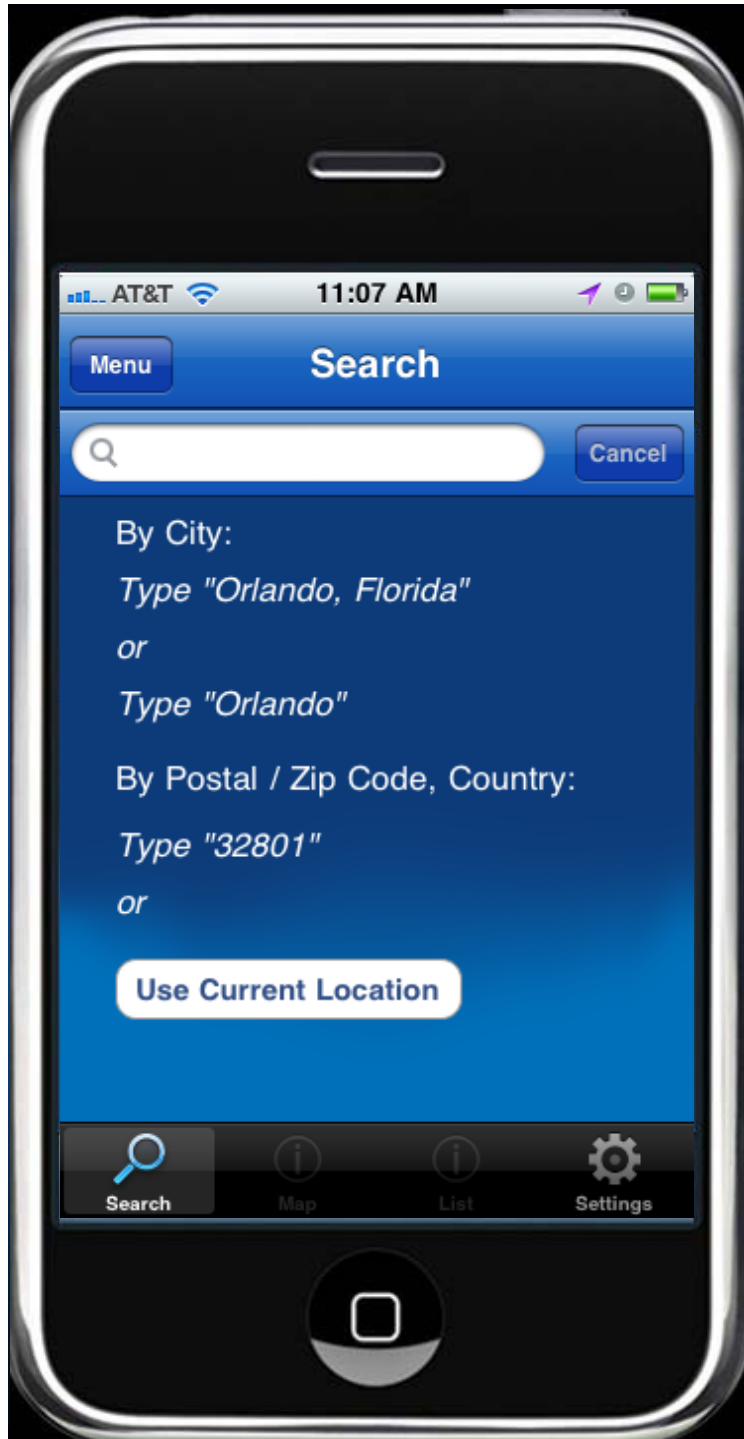 AT&T 11:07 AM
Menu Search
Cancel
By City:
Type "Orlando, Florida"
or
Type "Orlando"
By Postal / Zip Code, Country:
Type "32801"
or
Use Current Location
Search Map List Settings